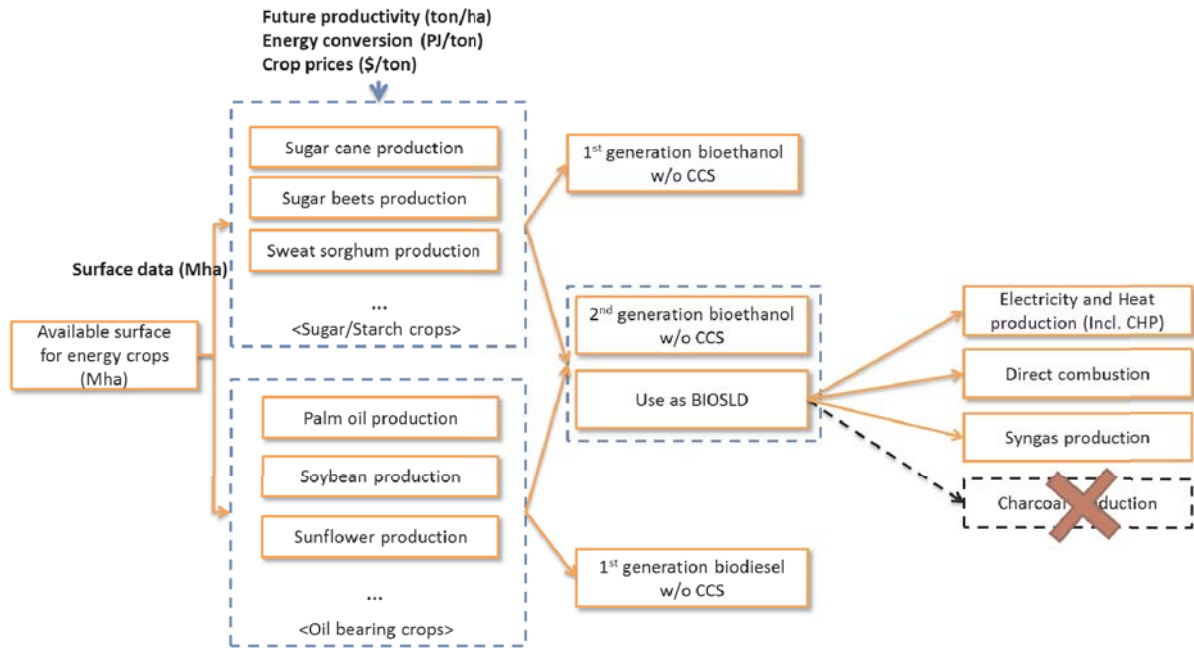 Future productivity (ton/ha)
Energy conversion (PJ/ton)
Crop prices ($/ton)
Sugar cane production
Sugar beets production
Sweat sorghum production
...
<Sugar/Starch crops>
Surface data (Mha)
Available surface
for energy crops
(Mha)
Palm oil production
Soybean production
Sunflower production
...
<Oil bearing crops>
1st generation bioethanol
w/o CCS
2nd generation bioethanol
w/o CCS
Use as BIOSLD
1st generation biodiesel
w/o CCS
Electricity and Heat
production (Incl. CHP)
Direct combustion
Syngas production
Charcoal production